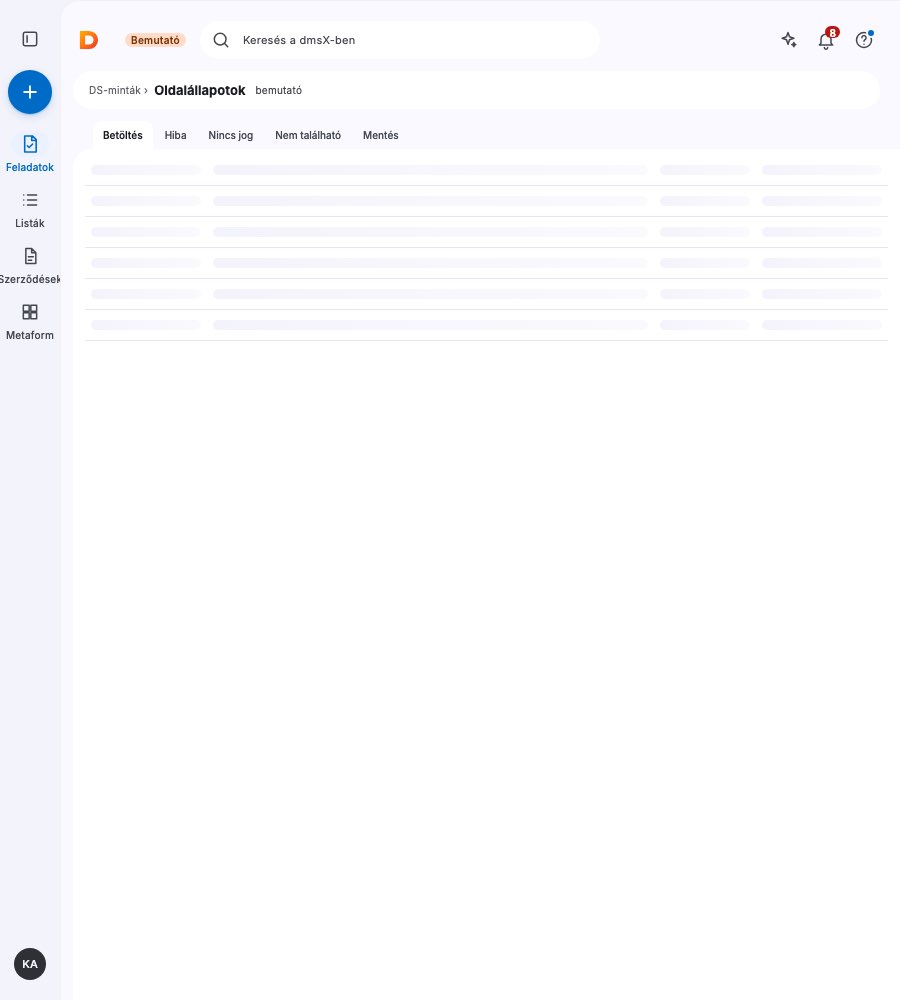 Bemutató
Keresés a dmsX-ben
8
DS-minták › Oldalállapotok bemutató
Betöltés Hiba Nincs jog Nem található Mentés
Feladatok
Listák
Szerződések
Metaform
KA